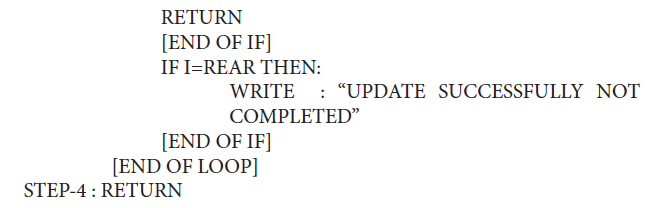 RETURN
[END OF IF]
IF I=REAR THEN:
WRITE : “UPDATE SUCCESSFULLY NOT
COMPLETED”
[END OF IF]
[END OF LOOP]
STEP-4 : RETURN